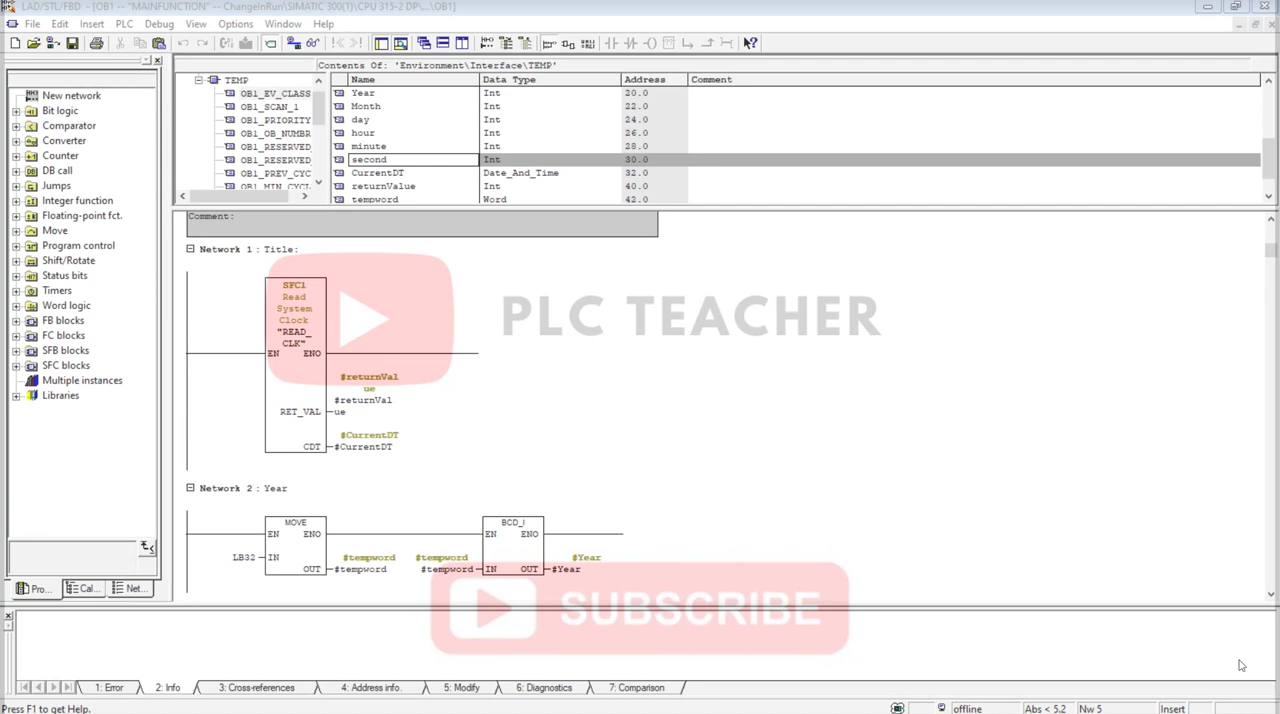 LAD/STL/FBD - [OB1 -- "MAINFUNCTION" -- ChangeInRun\SIMATIC 300(1)\CPU 315-2 DP\...\OB1]
File Edit Insert PLC Debug View Options Window Help
Contents Of: 'Environment\Interface\TEMP'
TEMP
OB1_EV_CLASS
OB1_SCAN_1
OB1_PRIORITY
OB1_OB_NUMBR
OB1_RESERVED
OB1_RESERVED
OB1_PREV_CYC
OB1_MIN_CYCL
Name Data Type Address Comment
Year Int 20.0
Month Int 22.0
day Int 24.0
hour Int 26.0
minute Int 28.0
second Int 30.0
CurrentDT Date_And_Time 32.0
returnValue Int 40.0
tempword Word 42.0
New network
Bit logic
Comparator
Converter
Counter
DB call
Jumps
Integer function
Floating-point fct.
Move
Program control
Shift/Rotate
Status bits
Timers
Word logic
FB blocks
FC blocks
SFB blocks
SFC blocks
Multiple instances
Libraries
Pro... Cal... Net...
Comment:
Network 1 : Title:
SFC1
Read
System
Clock
"READ_
CLK"
EN ENO
#returnVal
ue
#returnVal
RET_VAL ue
#CurrentDT
CDT #CurrentDT
PLC TEACHER
Network 2 : Year
MOVE BCD_I
EN ENO EN ENO
LB32 IN #tempword #tempword #Year
OUT #tempword #tempword IN OUT #Year
SUBSCRIBE
1: Error 2: Info 3: Cross-references 4: Address info. 5: Modify 6: Diagnostics 7: Comparison
Press F1 to get Help. offline Abs < 5.2 Nw 5 Insert